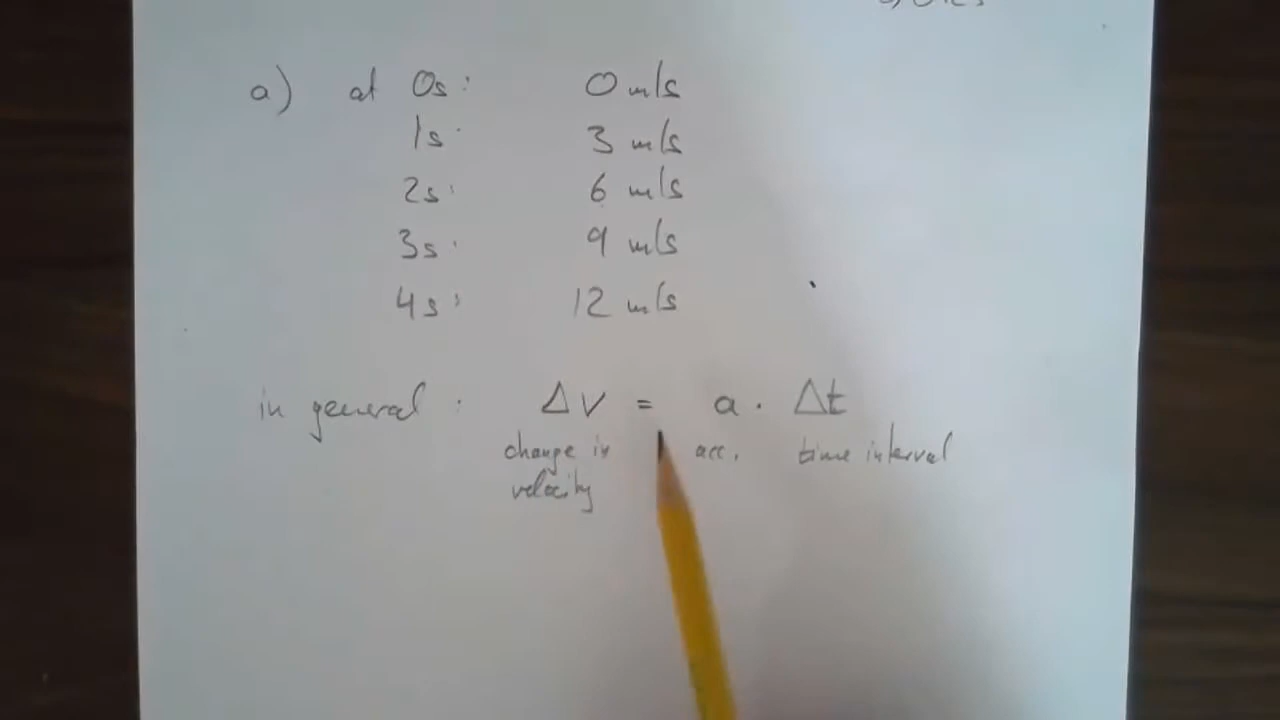 a) at 0s: 0 m/s
1s: 3 m/s
2s: 6 m/s
3s: 9 m/s
4s: 12 m/s
in general: Δv = a · Δt
change in velocity acc. time interval